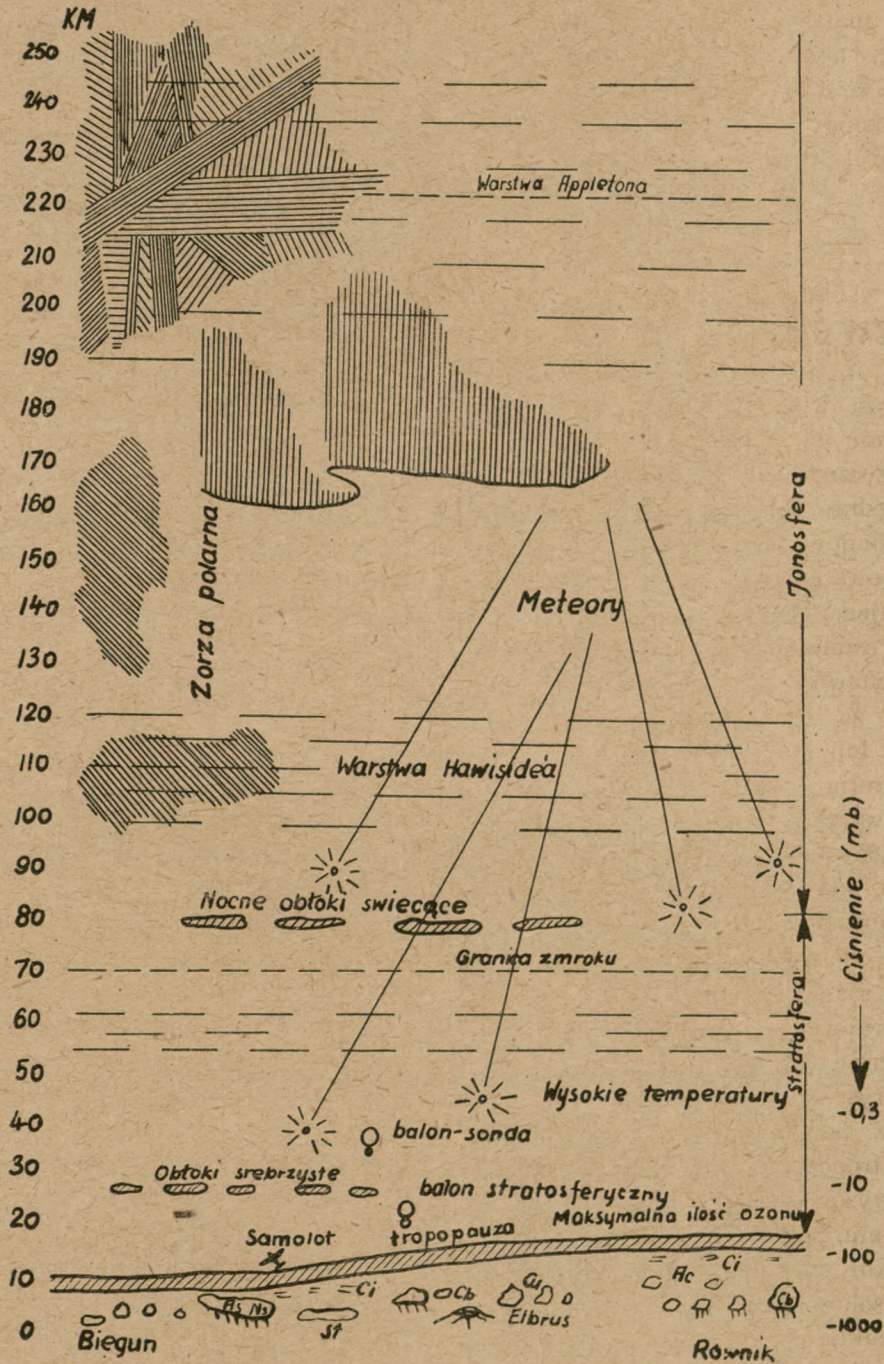 KM
250
240
230
Warstwa Appletona
220
210
200
190
180
170
160
Zorza polarna
Jonosfera
150
Meteory
140
130
120
110
Warstwa Hawisidea
100
90
Nocne obłoki swiecące
80
Granica zmroku
70
Ciśnienie (mb)
60
Stratosfera
50
Wysokie temperatury
40
-0,3
balon-sonda
30
Obłoki srebrzyste
balon stratosferyczny
-10
20
Maksymalna ilość ozonu
Samolot
tropopauza
-100
10
Ci
Ac
Ci
As Ns
Cb
Cu
Cb
St
Elbrus
0
-1000
Biegun
Równik